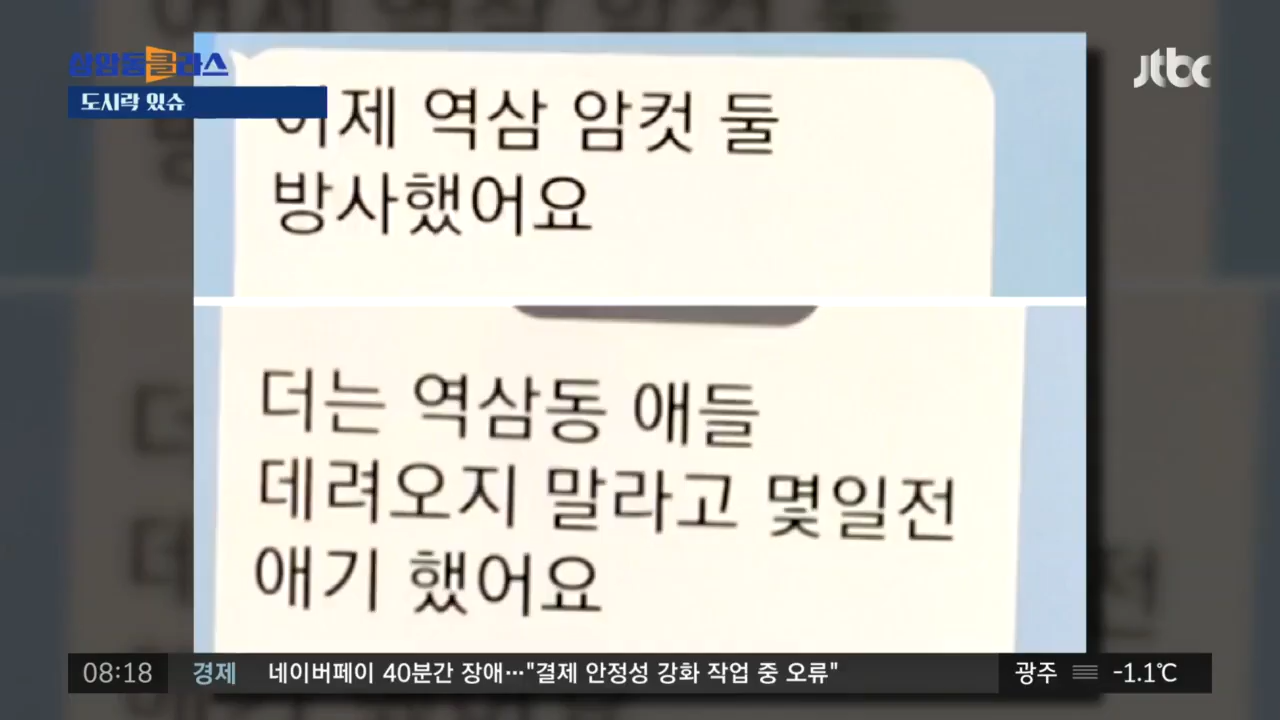 상암동클라스
jtbc
도시락 있슈
어제 역삼 암컷 둘
방사했어요
더는 역삼동 애들
데려오지 말라고 몇일전
얘기 했어요
08:18 경제 네이버페이 40분간 장애…"결제 안정성 강화 작업 중 오류" 광주 -1.1℃